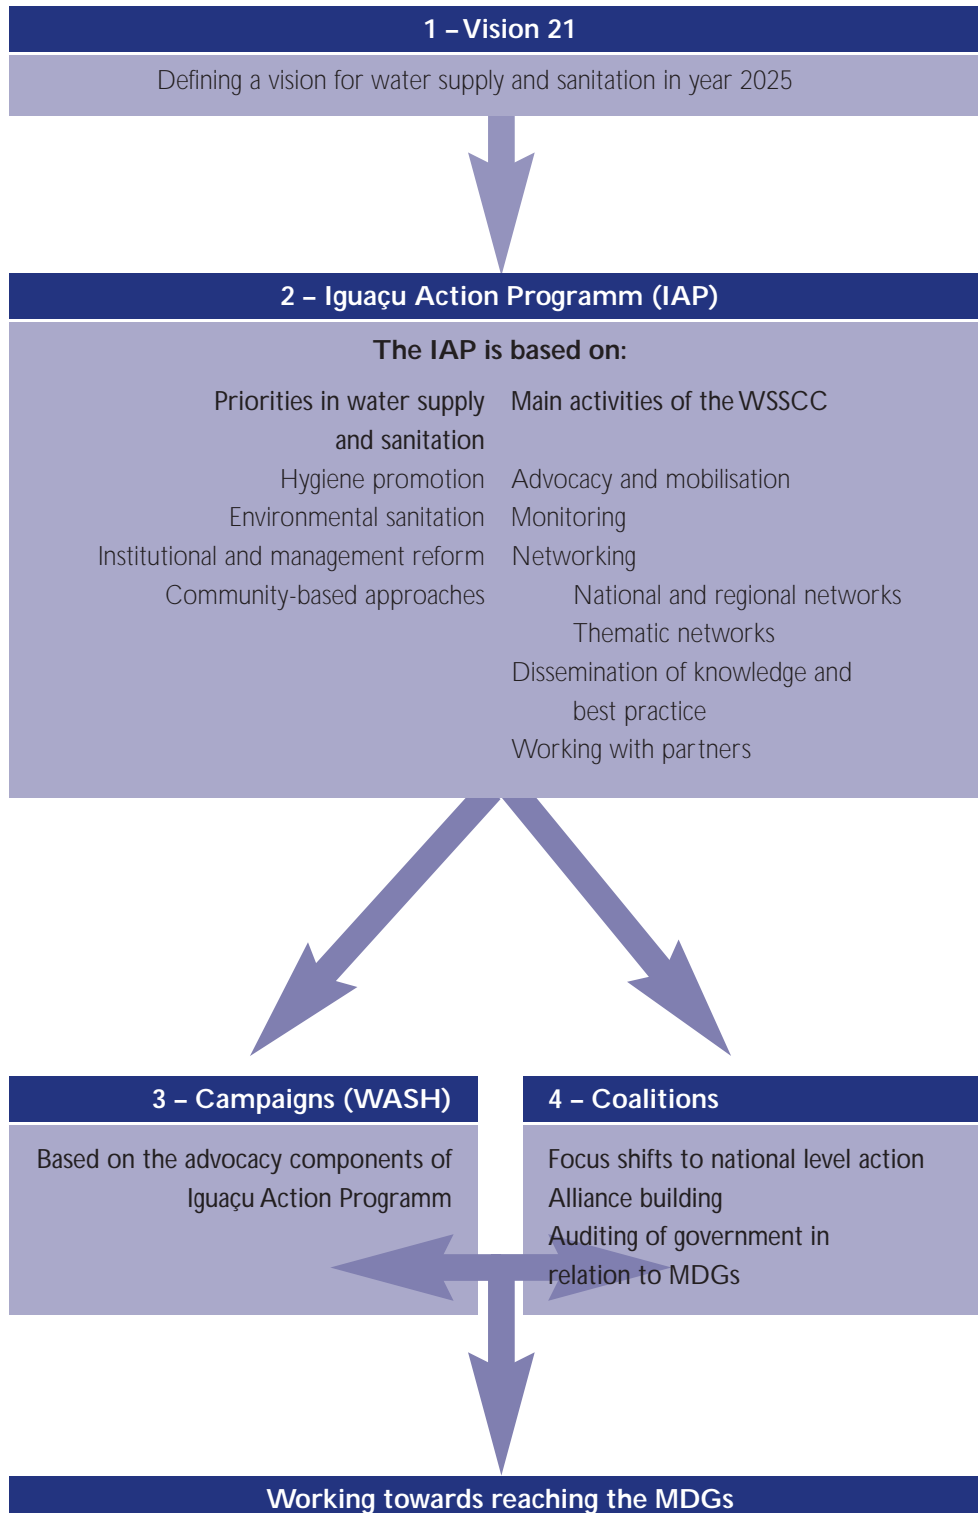 1 – Vision 21
Defining a vision for water supply and sanitation in year 2025
2 – Iguaçu Action Programm (IAP)
The IAP is based on:
Priorities in water supply
and sanitation
Hygiene promotion
Environmental sanitation
Institutional and management reform
Community-based approaches
Main activities of the WSSCC
Advocacy and mobilisation
Monitoring
Networking
National and regional networks
Thematic networks
Dissemination of knowledge and
best practice
Working with partners
3 – Campaigns (WASH)
Based on the advocacy components of
Iguaçu Action Programm
4 – Coalitions
Focus shifts to national level action
Alliance building
Auditing of government in
relation to MDGs
Working towards reaching the MDGs